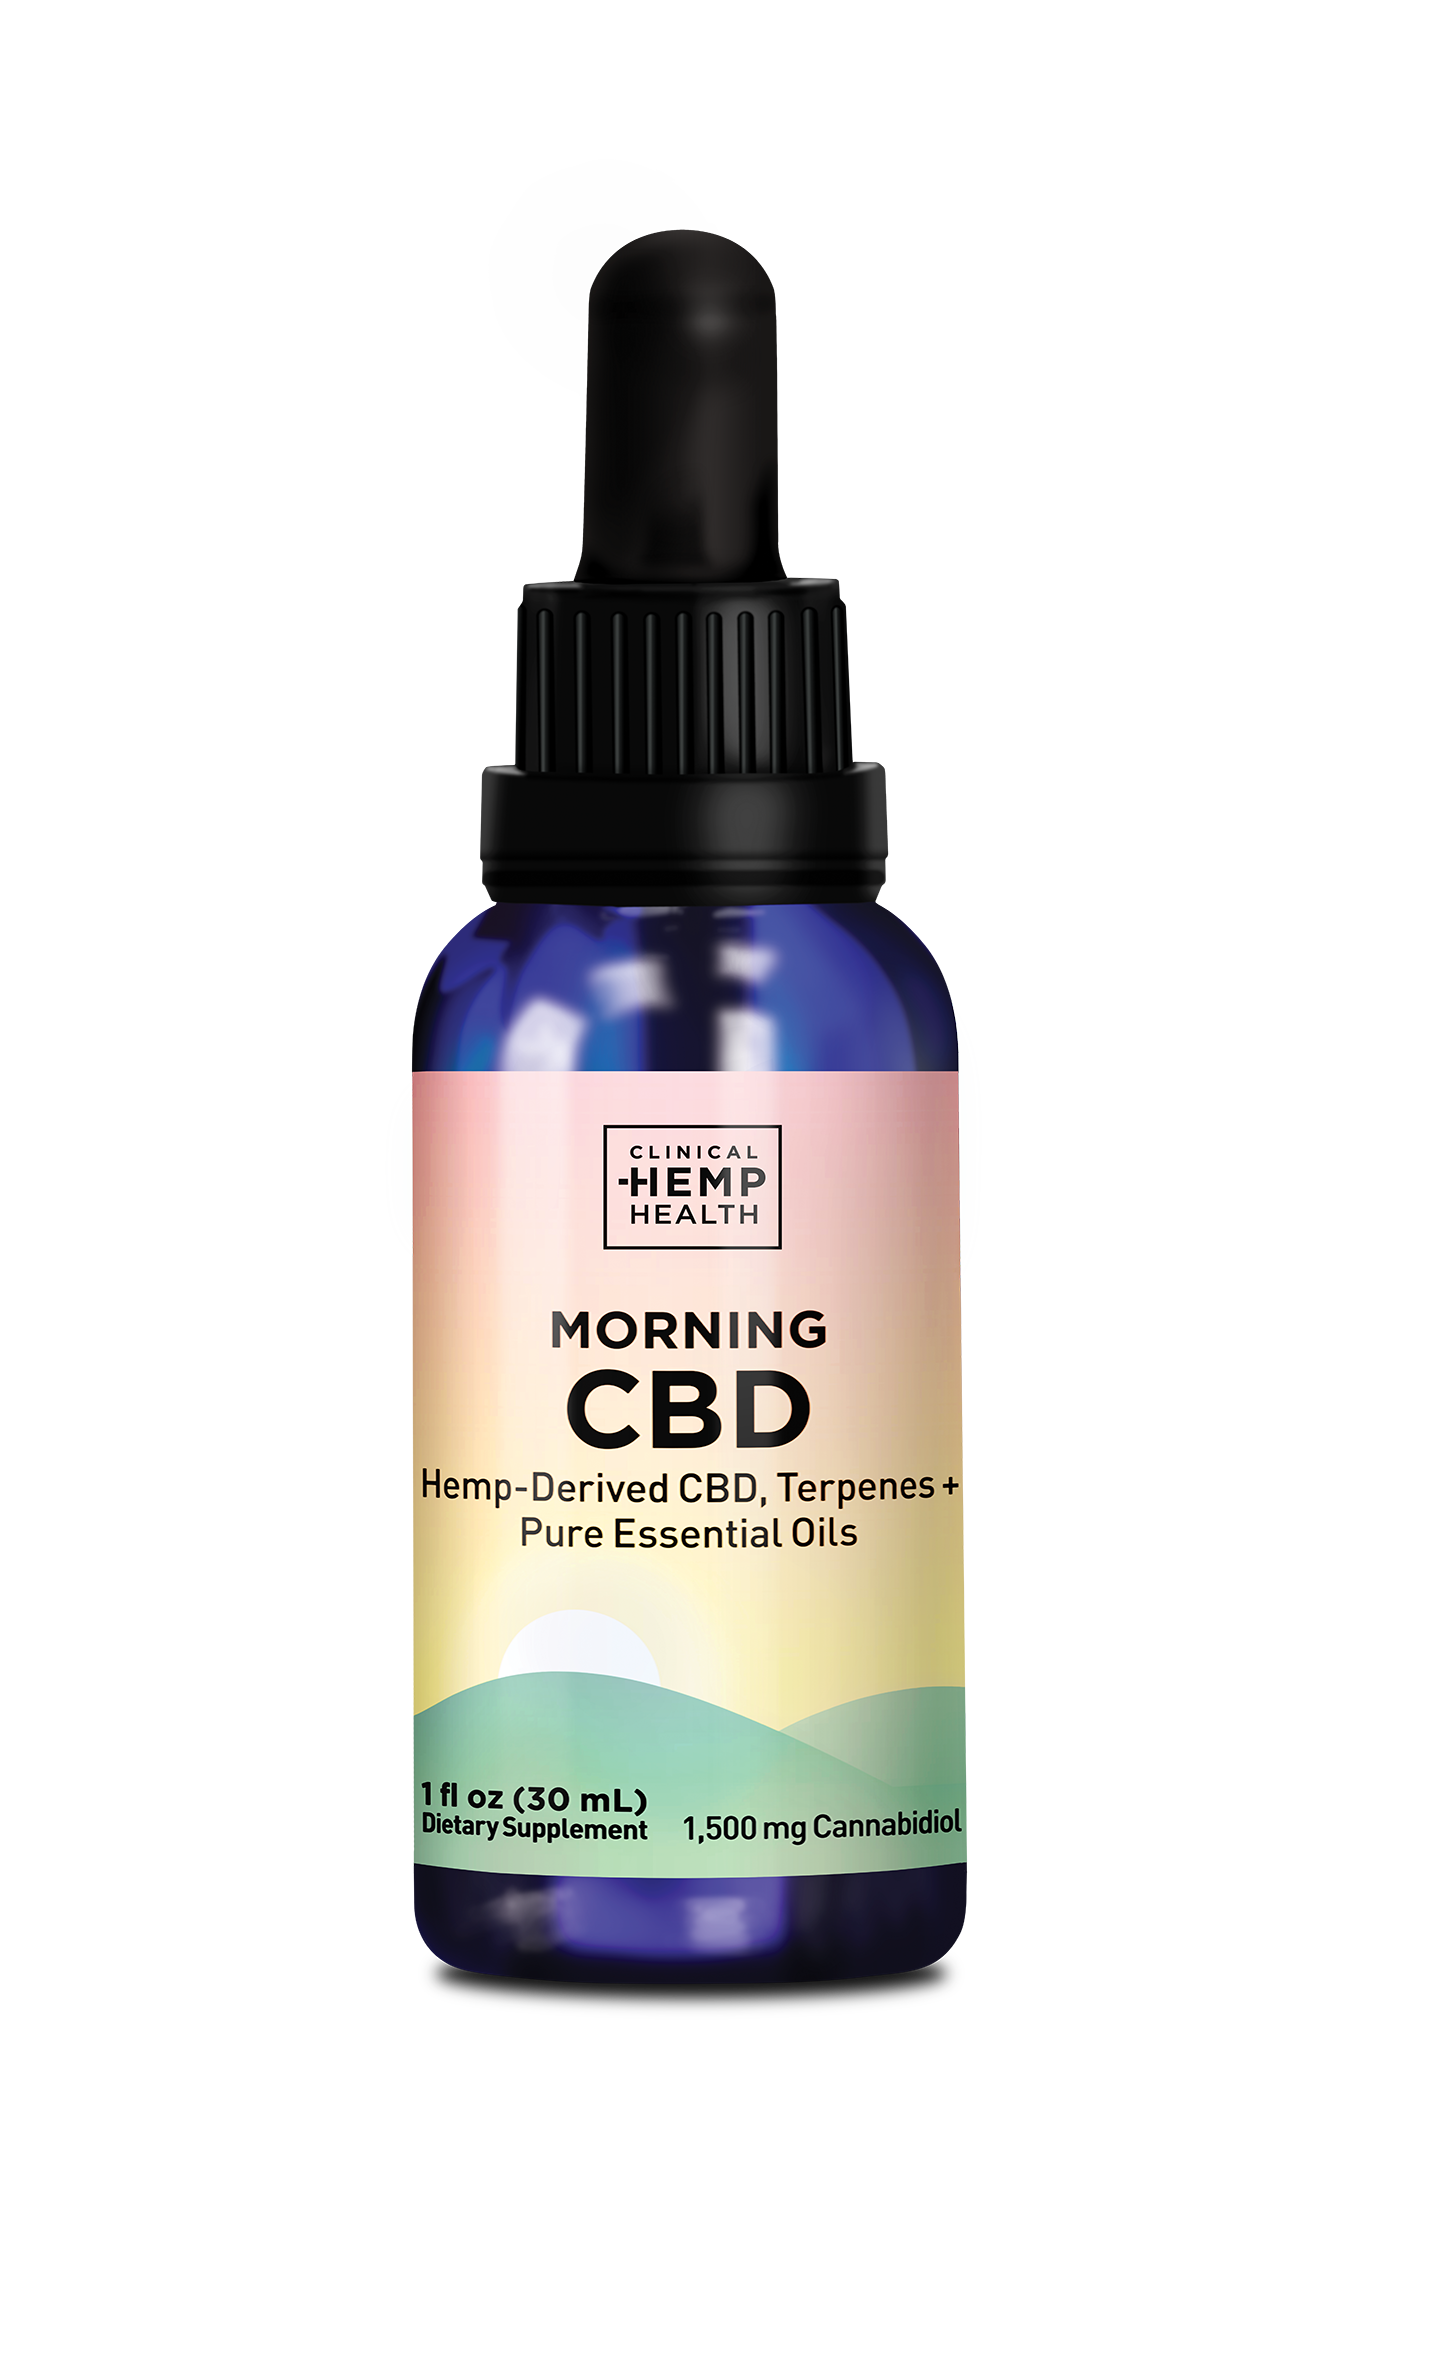 CLINICAL
HEMP
HEALTH
MORNING
CBD
Hemp-Derived CBD, Terpenes +
Pure Essential Oils
1 fl oz (30 mL)
Dietary Supplement
1,500 mg Cannabidiol